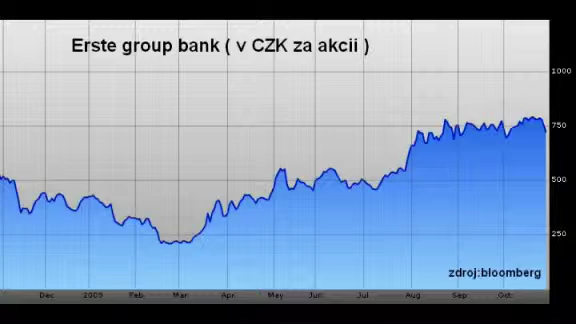 Erste group bank ( v CZK za akcii )
1000
750
500
250
zdroj:bloomberg
Dec 2009 Feb Mar Apr May Jun Jul Aug Sep Oct